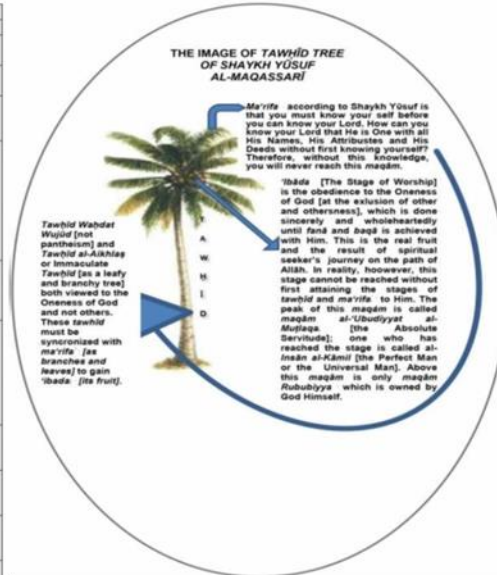 THE IMAGE OF TAWḤĪD TREE
OF SHAYKH YŪSUF
AL-MAQASSARĪ
Ma'rifa according to Shaykh Yūsuf is
that you must know your self before
you can know your Lord. How can you
know your Lord that He is One with all
His Names, His Attribustes and His
Deeds without first knowing yourself?
Therefore, without this knowledge,
you will never reach this maqām.
'Ibāda [The Stage of Worship]
is the obedience to the Oneness
of God [at the exlusion of other
and otherness], which is done
sincerely and wholeheartedly
until fanā and baqā is achieved
with Him. This is the real fruit
and the result of spiritual
seeker's journey on the path of
Allāh. In reality, hoowever, this
stage cannot be reached without
first attaining the stages of
tawḥīd and ma'rifa to Him. The
peak of this maqām is called
maqām al-'Ubudiyyat al-
Muṭlaqa [the Absolute
Servitude]; one who has
reached the stage is called al-
Insān al-Kāmil [the Perfect Man
or the Universal Man]. Above
this maqām is only maqām
Rububiyya which is owned by
God Himself.
Tawḥīd Waḥdat
Wujūd [not
pantheism] and
Tawḥīd al-Aikhlaṣ
or Immaculate
Tawḥīd [as a leafy
and branchy tree]
both viewed to the
Oneness of God
and not others.
These tawḥīd
must be
syncronized with
ma'rifa [as
branches and
leaves] to gain
'ibada [its fruit].
T
A
W
Ḥ
Ī
D